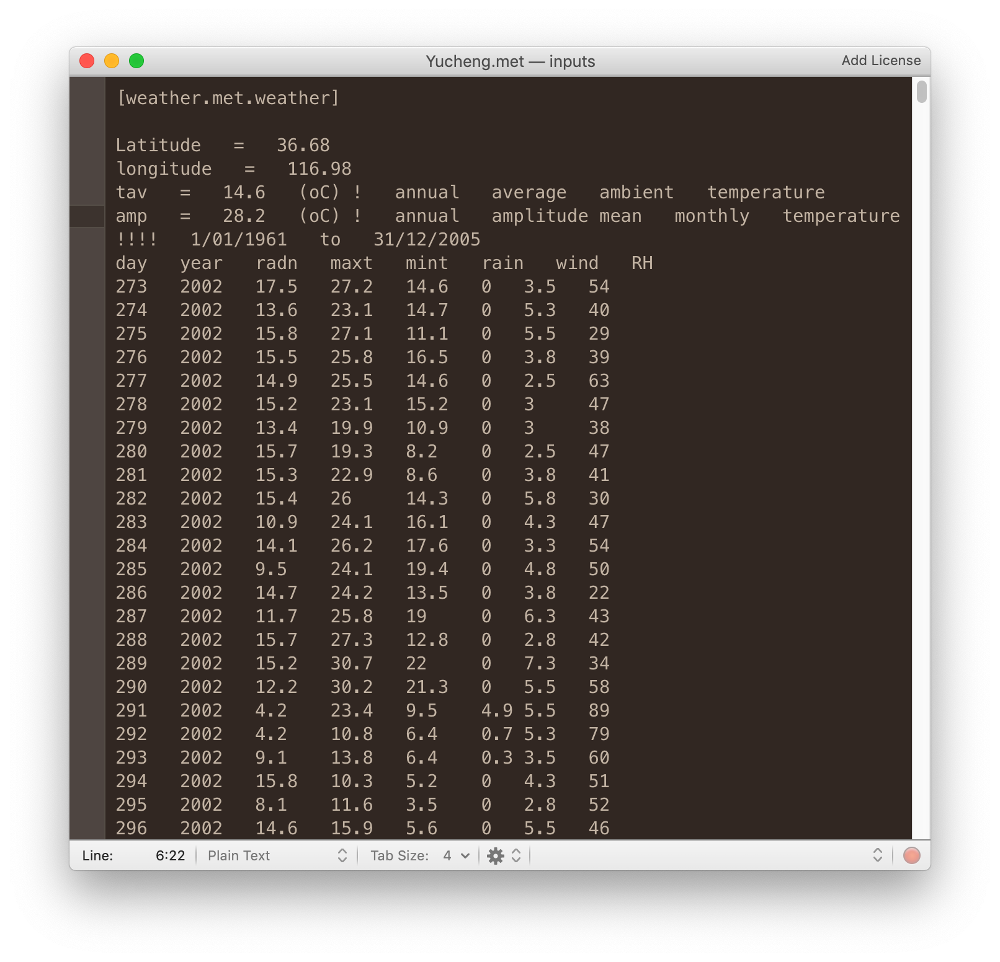 Yucheng.met — inputs
Add License
[weather.met.weather]
Latitude   =   36.68
longitude   =   116.98
tav   =   14.6   (oC) !   annual   average   ambient   temperature
amp   =   28.2   (oC) !   annual   amplitude mean   monthly   temperature
!!!!   1/01/1961   to   31/12/2005
day   year   radn   maxt   mint   rain   wind   RH
273   2002   17.5   27.2   14.6   0   3.5   54
274   2002   13.6   23.1   14.7   0   5.3   40
275   2002   15.8   27.1   11.1   0   5.5   29
276   2002   15.5   25.8   16.5   0   3.8   39
277   2002   14.9   25.5   14.6   0   2.5   63
278   2002   15.2   23.1   15.2   0   3     47
279   2002   13.4   19.9   10.9   0   3     38
280   2002   15.7   19.3   8.2    0   2.5   47
281   2002   15.3   22.9   8.6    0   3.8   41
282   2002   15.4   26     14.3   0   5.8   30
283   2002   10.9   24.1   16.1   0   4.3   47
284   2002   14.1   26.2   17.6   0   3.3   54
285   2002   9.5    24.1   19.4   0   4.8   50
286   2002   14.7   24.2   13.5   0   3.8   22
287   2002   11.7   25.8   19     0   6.3   43
288   2002   15.7   27.3   12.8   0   2.8   42
289   2002   15.2   30.7   22     0   7.3   34
290   2002   12.2   30.2   21.3   0   5.5   58
291   2002   4.2    23.4   9.5    4.9 5.5   89
292   2002   4.2    10.8   6.4    0.7 5.3   79
293   2002   9.1    13.8   6.4    0.3 3.5   60
294   2002   15.8   10.3   5.2    0   4.3   51
295   2002   8.1    11.6   3.5    0   2.8   52
296   2002   14.6   15.9   5.6    0   5.5   46
Line: 6:22 Plain Text Tab Size: 4